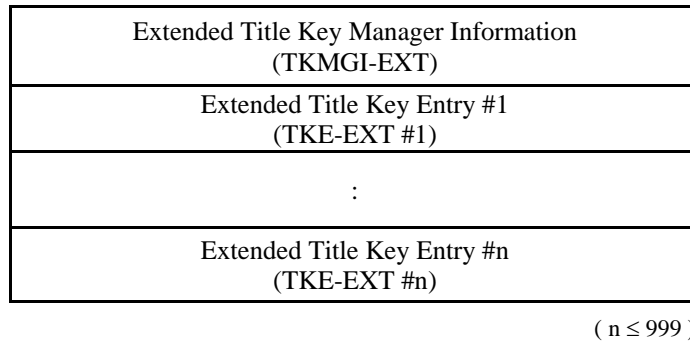 Extended Title Key Manager Information
(TKMGI-EXT)
Extended Title Key Entry #1
(TKE-EXT #1)
:
Extended Title Key Entry #n
(TKE-EXT #n)
( n ≤ 999 )